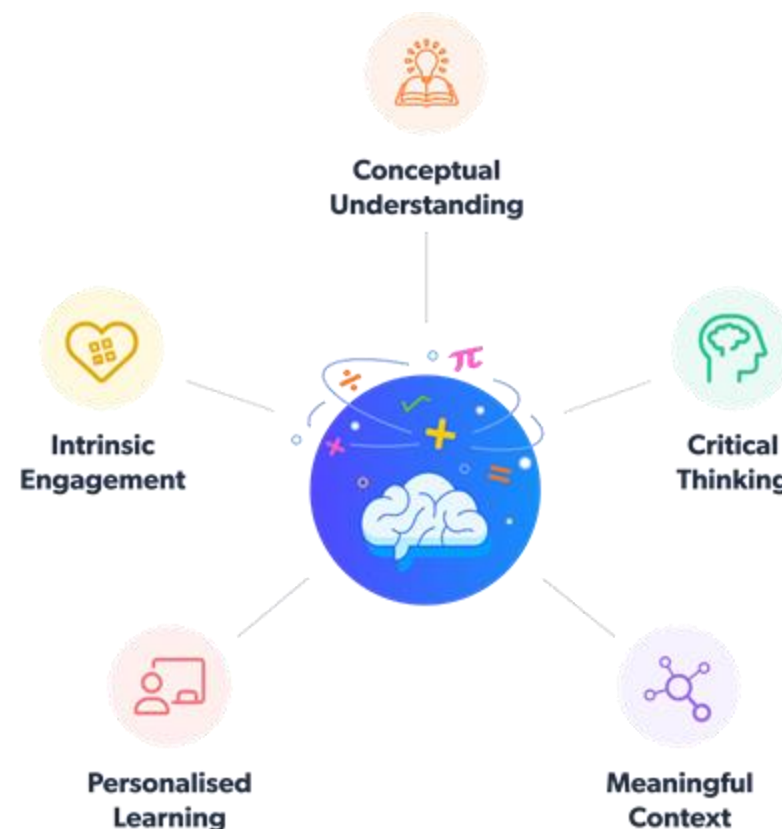 Conceptual
Understanding
π
÷
√
+
×
=
Intrinsic
Engagement
Critical
Thinking
Personalised
Learning
Meaningful
Context